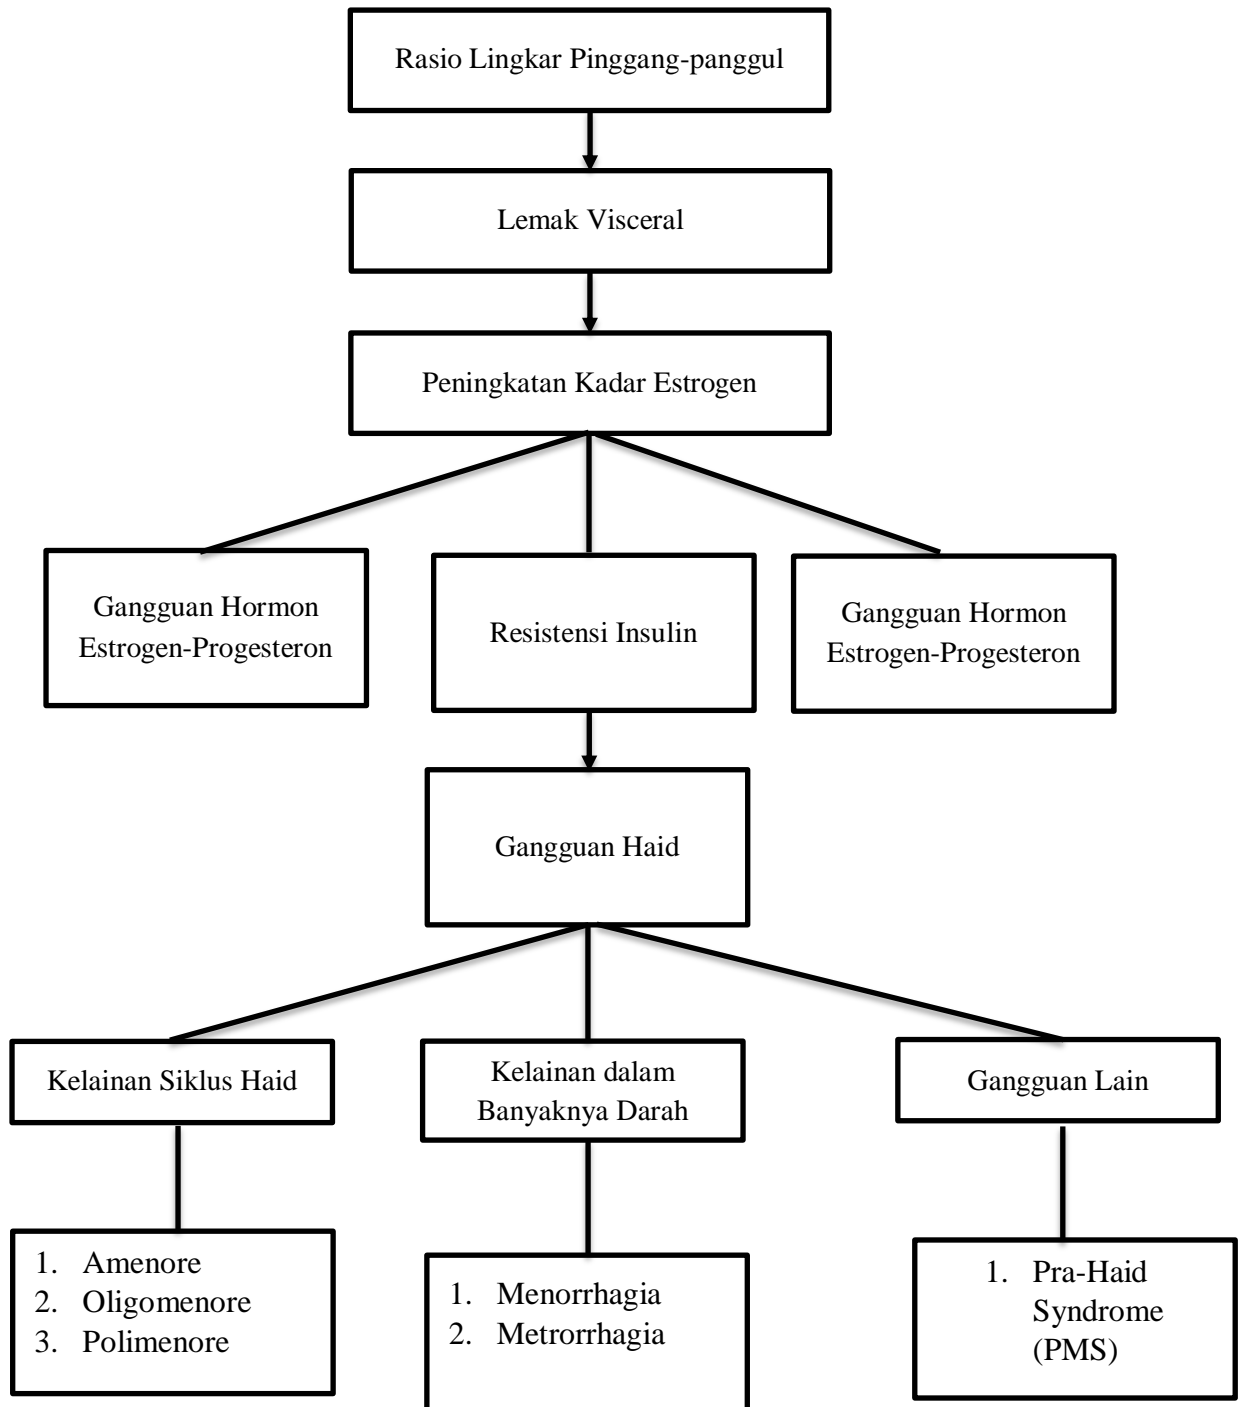 Rasio Lingkar Pinggang-panggul
Lemak Visceral
Peningkatan Kadar Estrogen
Gangguan Hormon
Estrogen-Progesteron
Resistensi Insulin
Gangguan Hormon
Estrogen-Progesteron
Gangguan Haid
Kelainan Siklus Haid
Kelainan dalam
Banyaknya Darah
Gangguan Lain
1. Amenore
2. Oligomenore
3. Polimenore
1. Menorrhagia
2. Metrorrhagia
1. Pra-Haid
Syndrome
(PMS)